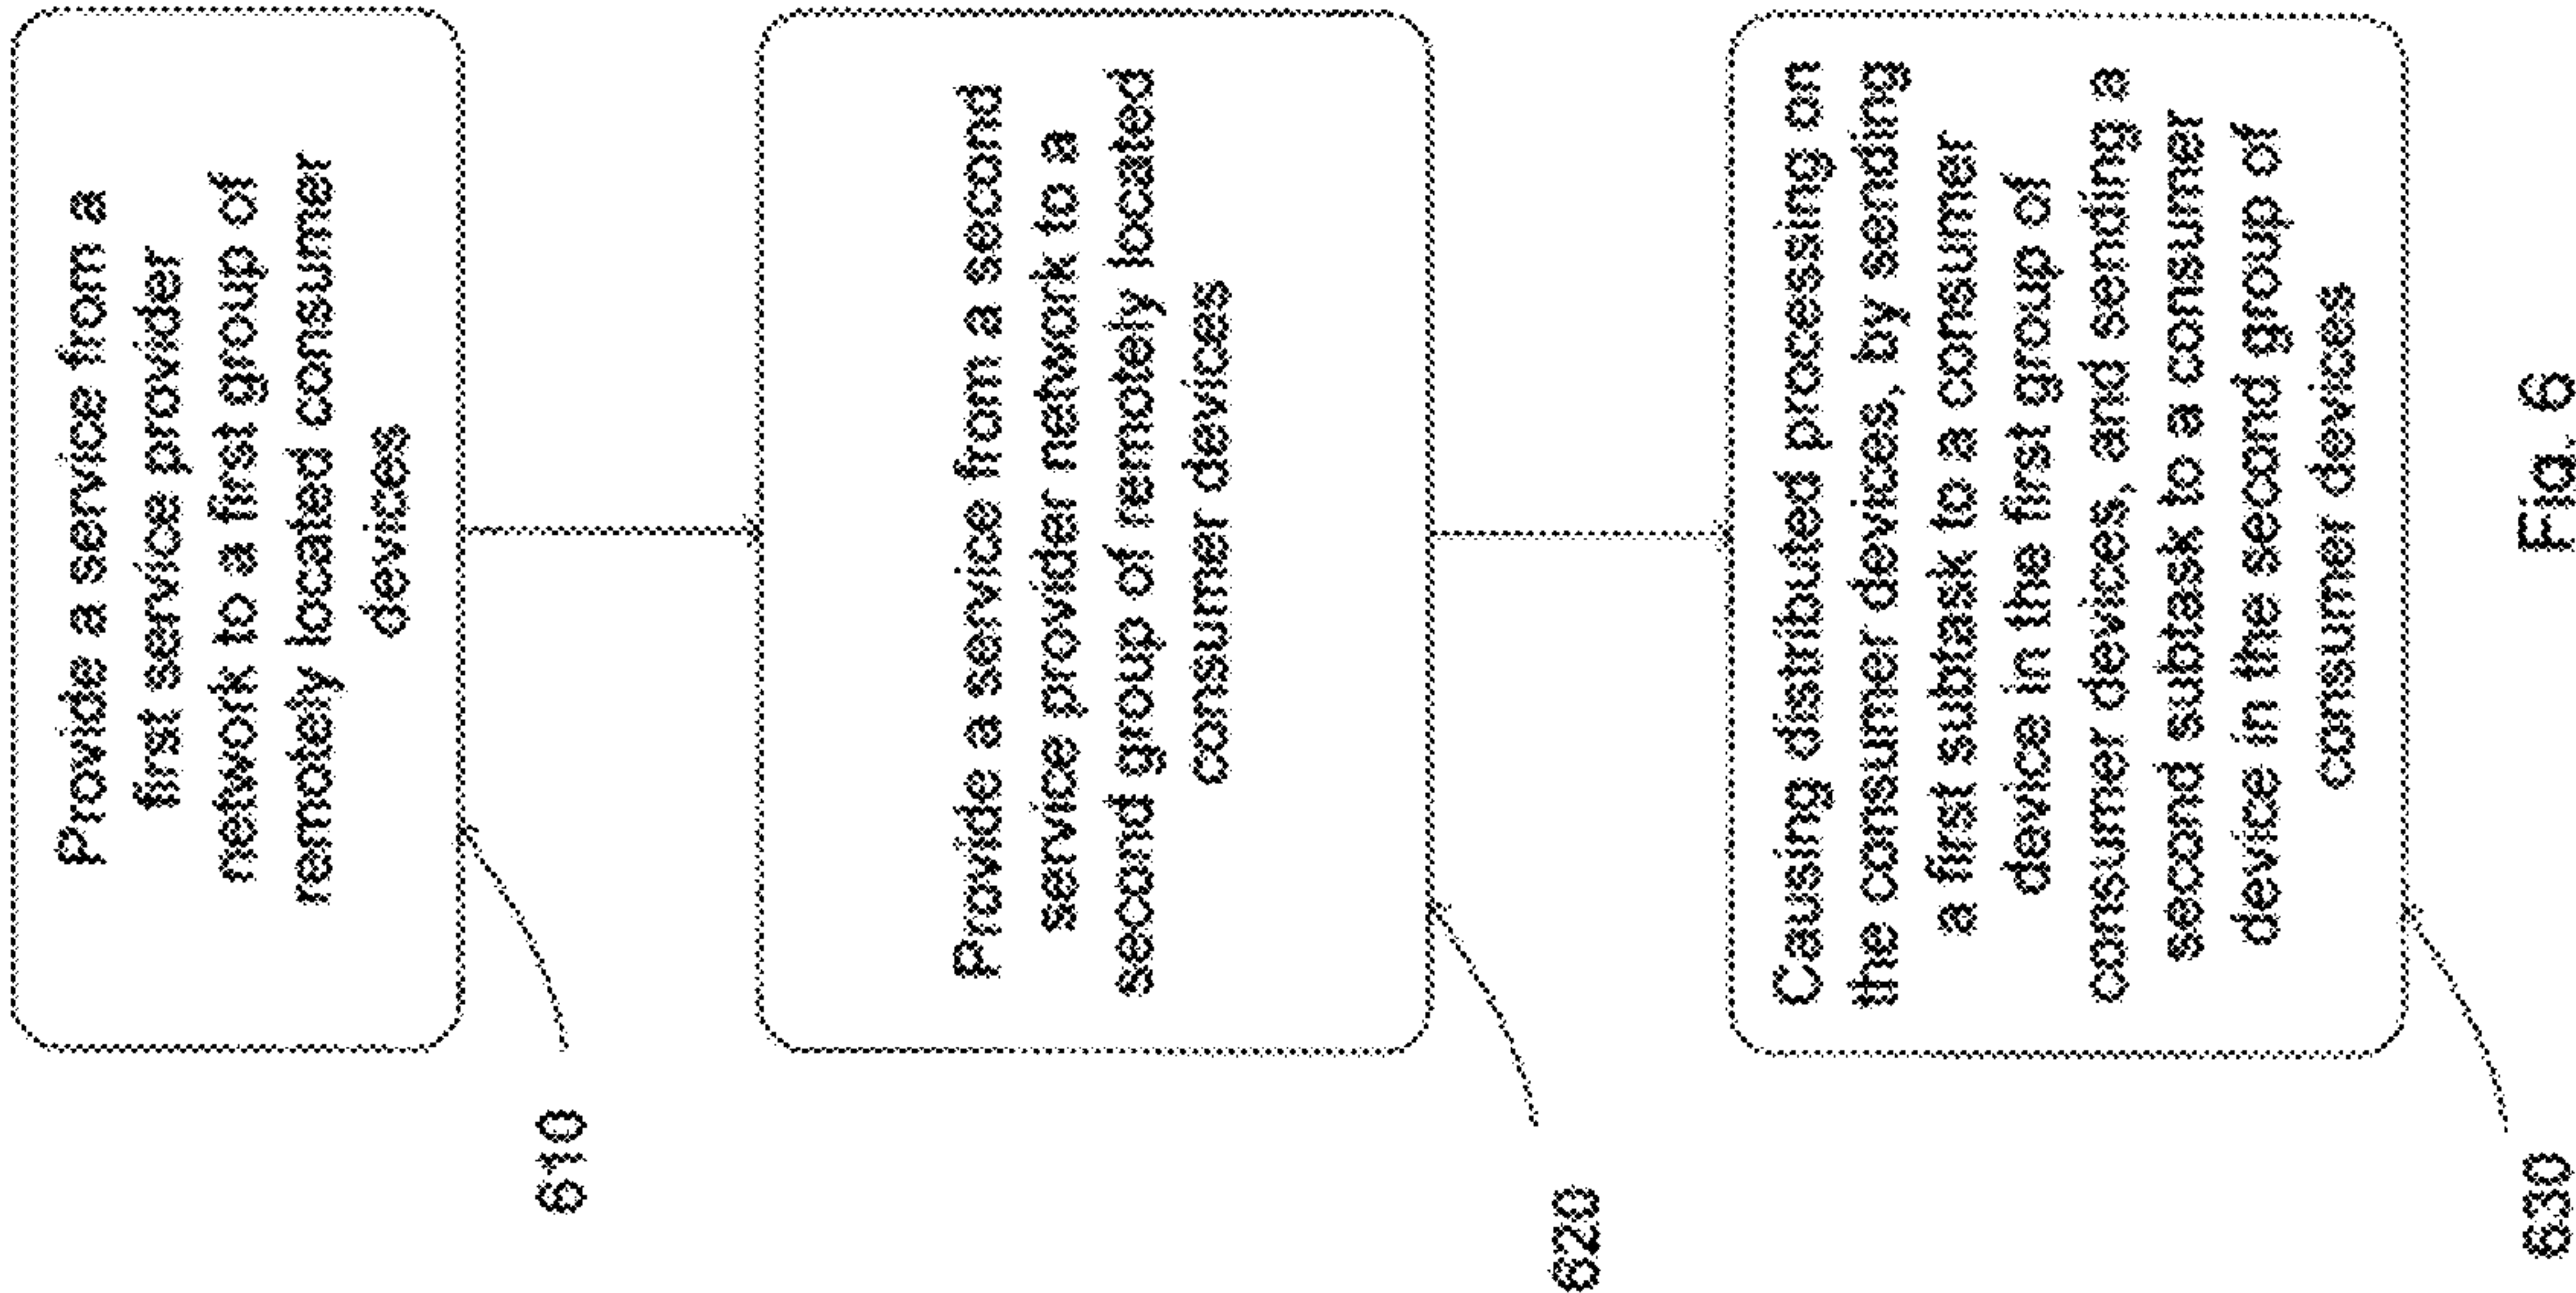 Provide a service from a
first service provider
network to a first group of
remotely located consumer
devices
610
Provide a service from a second
service provider network to a
second group of remotely located
consumer devices
620
Causing distributed processing on
the consumer devices, by sending
a first subtask to a consumer
device in the first group of
consumer devices, and sending a
second subtask to a consumer
device in the second group of
consumer devices
630
Fig. 6